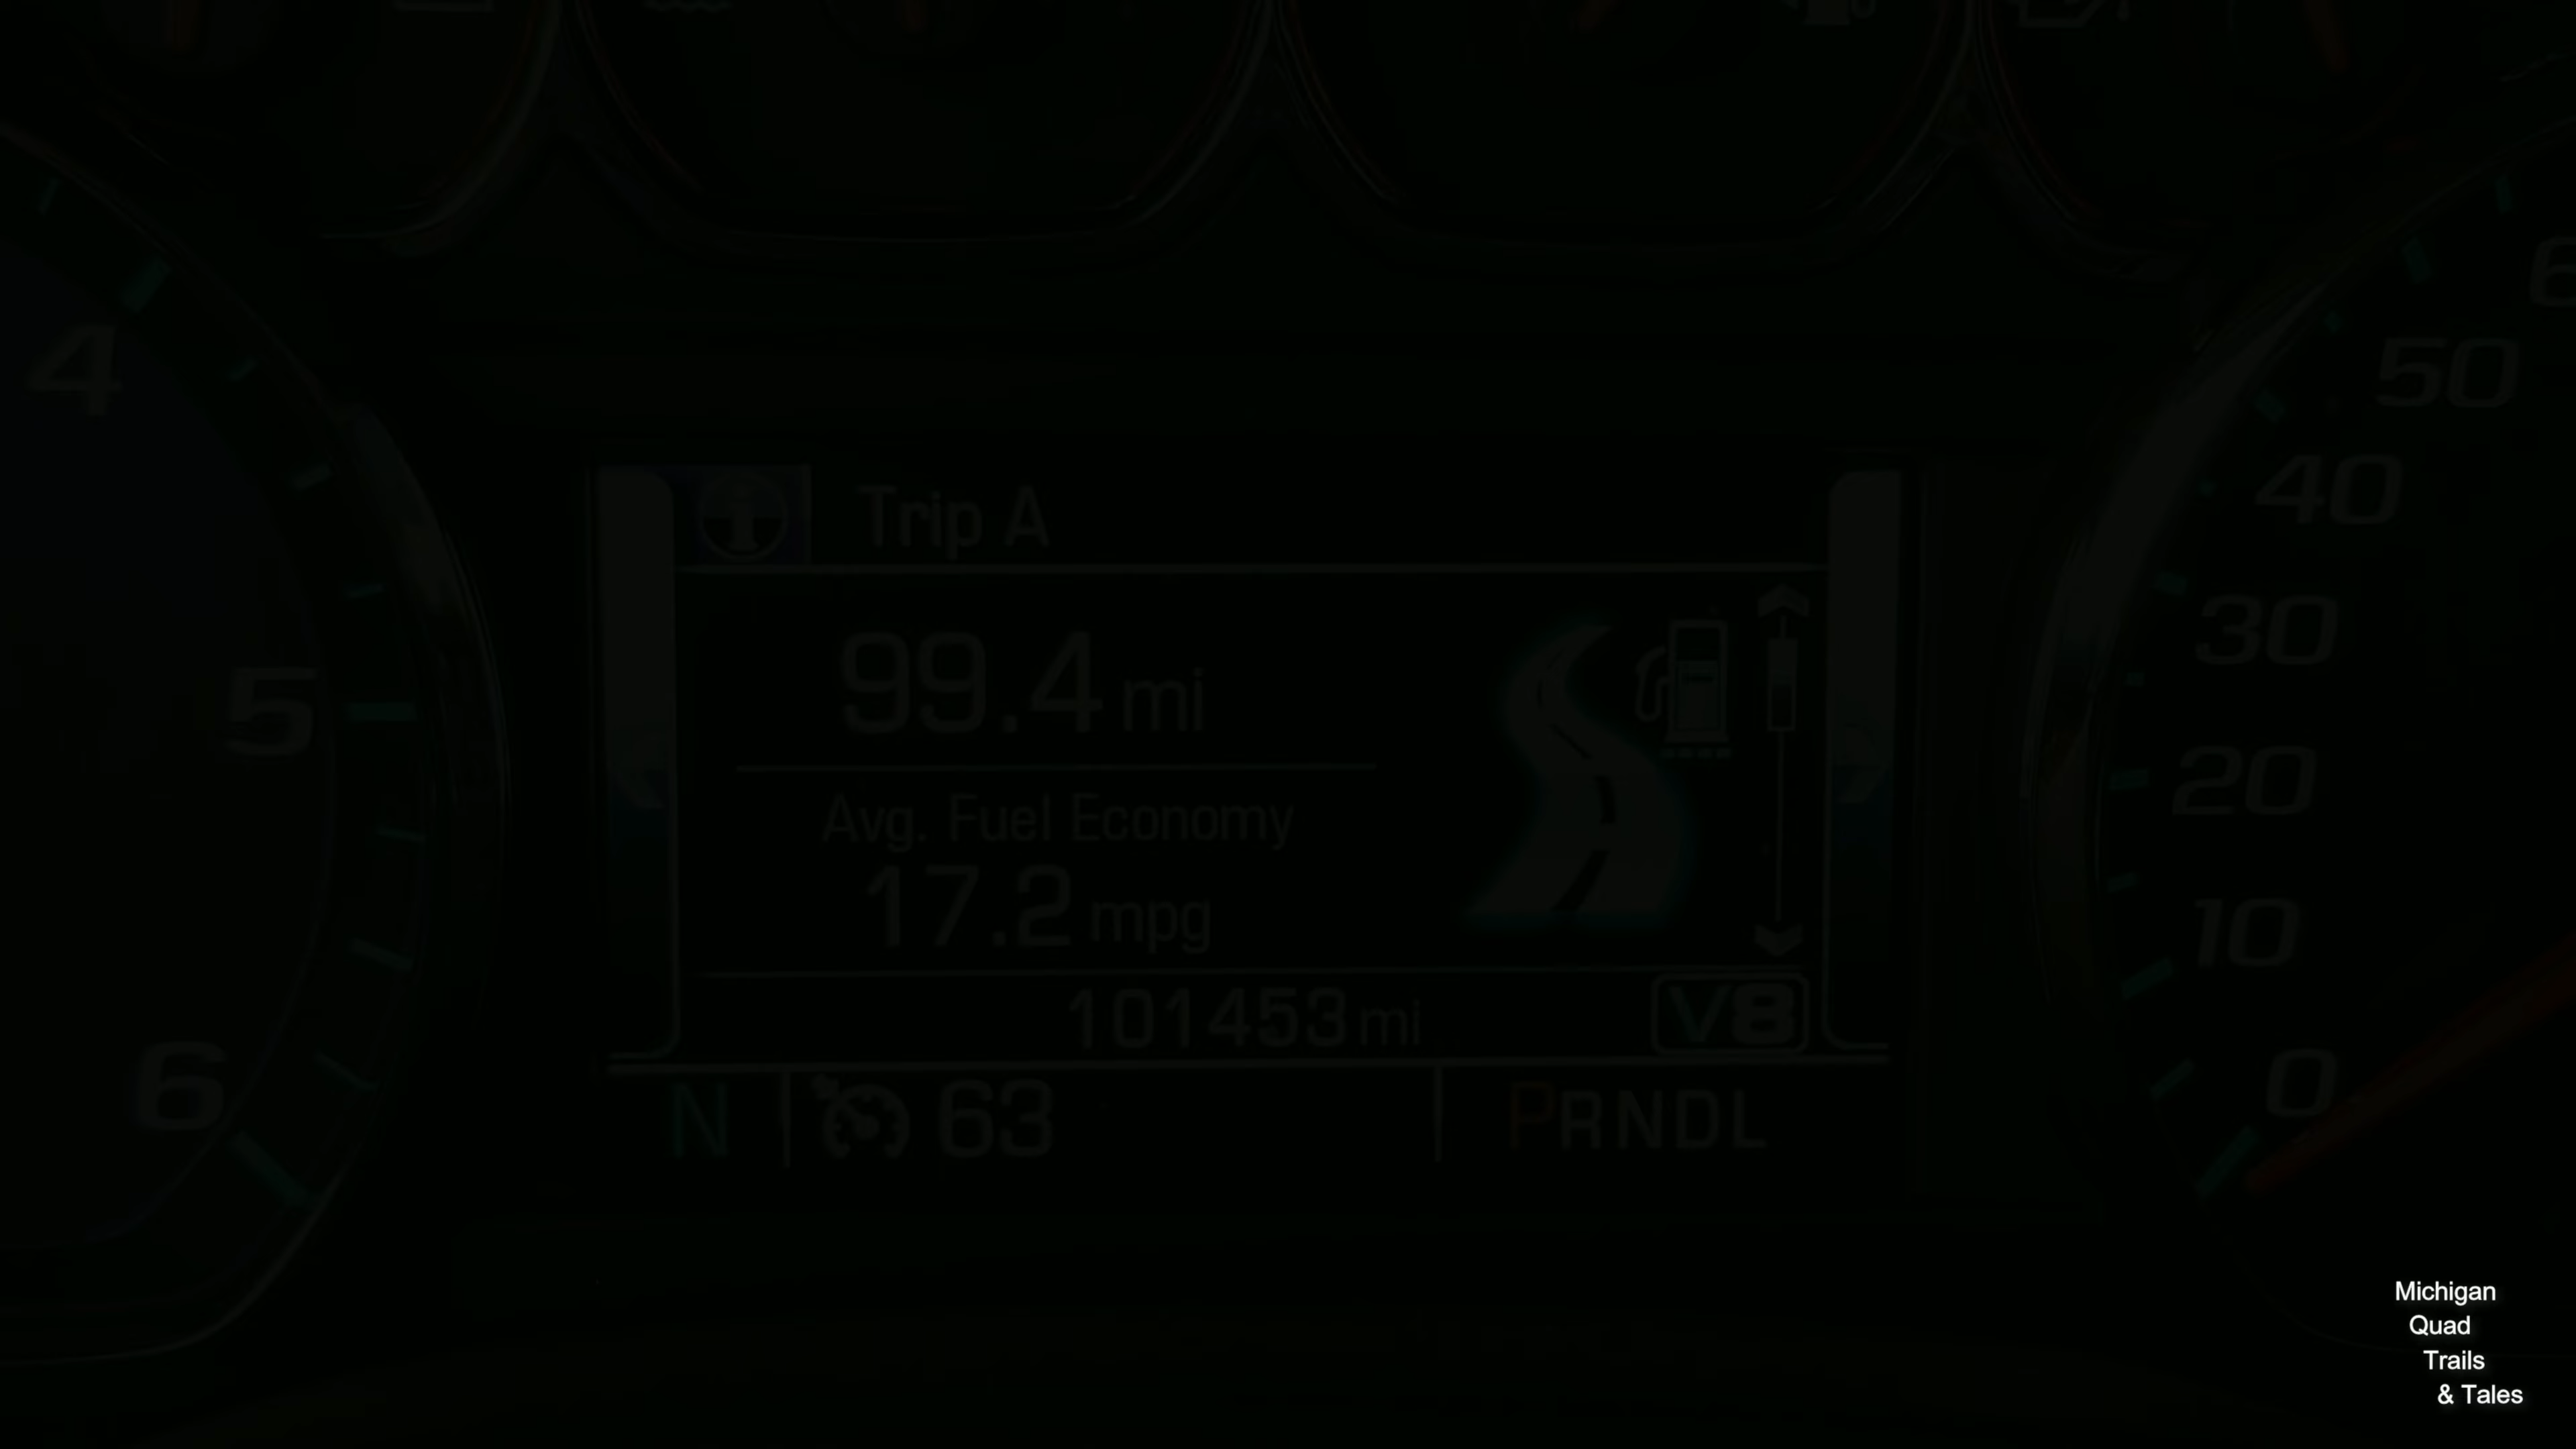 4
5
6
Trip A
99.4 mi
Avg. Fuel Economy
17.2 mpg
101453 mi
V8
N
63
PRNDL
50
40
30
20
10
0
Michigan
Quad
Trails
& Tales